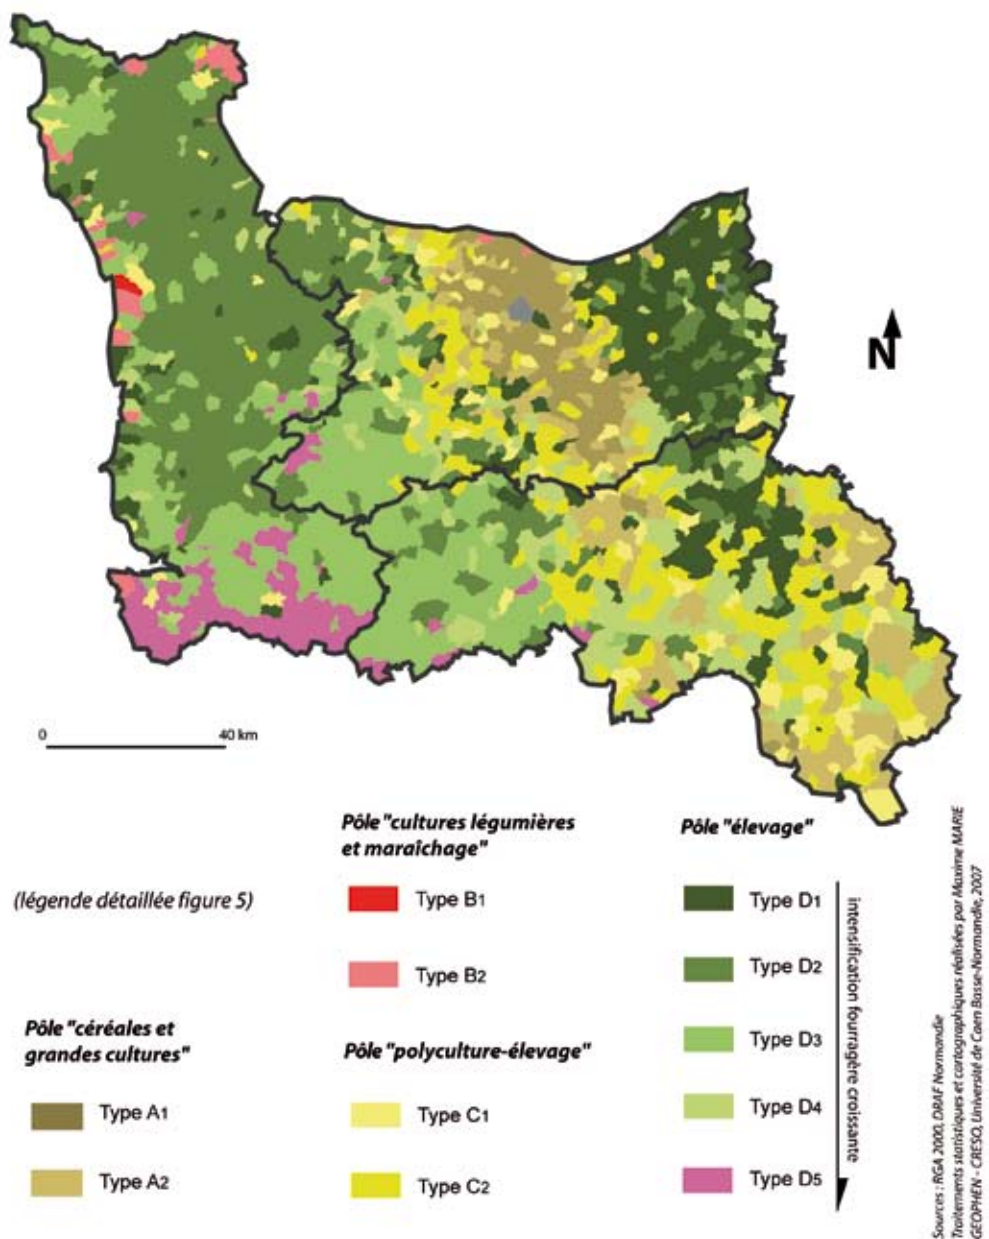 N
0 40 km
(légende détaillée figure 5)
Pôle "céréales et
grandes cultures"
Type A1
Type A2
Pôle "cultures légumières
et maraîchage"
Type B1
Type B2
Pôle "polyculture-élevage"
Type C1
Type C2
Pôle "élevage"
Type D1
Type D2
Type D3
Type D4
Type D5
intensification fourragère croissante
Sources : RGA 2000, DRAF Normandie
Traitements statistiques et cartographiques réalisées par Maxime MARIE
GEOPHEN - CRESO, Université de Caen Basse-Normandie, 2007